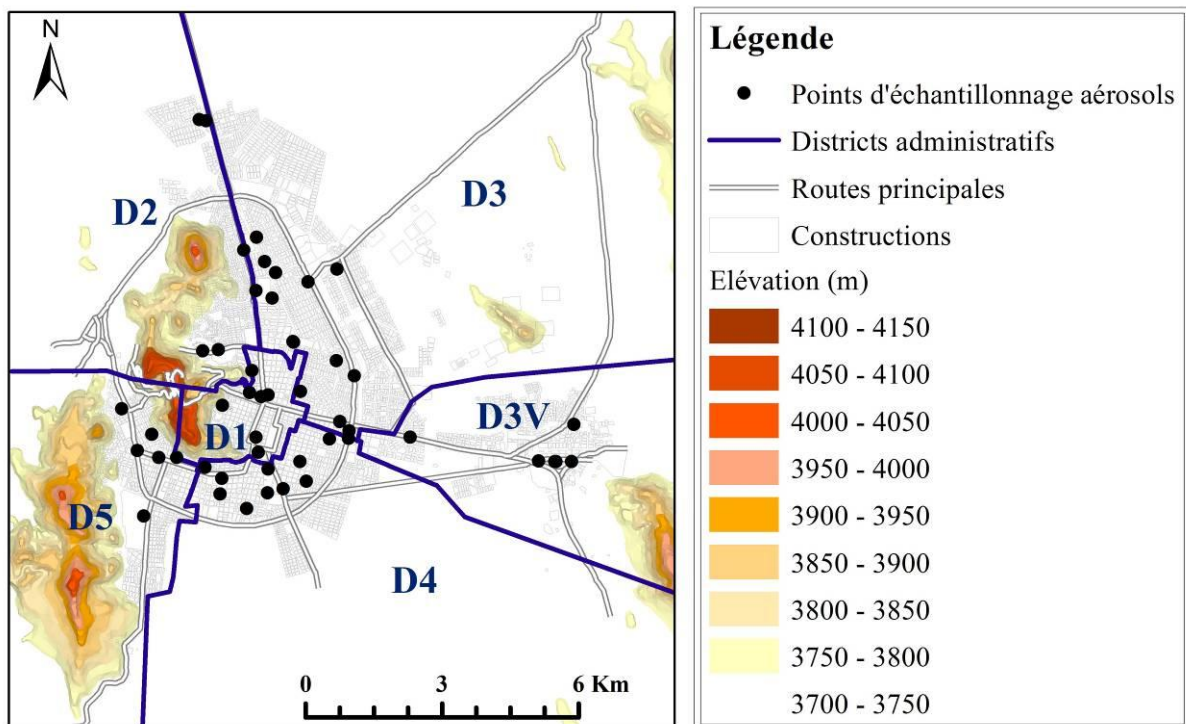 N
D2
D3
D3V
D1
D5
D4
0 3 6 Km
Légende
Points d'échantillonnage aérosols
Districts administratifs
Routes principales
Constructions
Elévation (m)
4100 - 4150
4050 - 4100
4000 - 4050
3950 - 4000
3900 - 3950
3850 - 3900
3800 - 3850
3750 - 3800
3700 - 3750